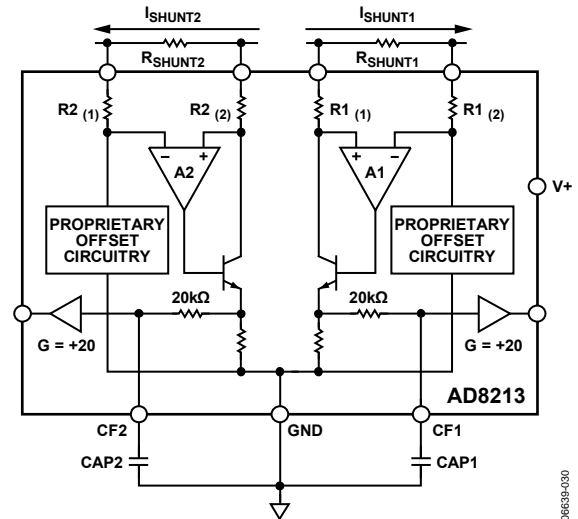 ISHUNT2 ISHUNT1
RSHUNT2 RSHUNT1
R2 (1) R2 (2) R1 (1) R1 (2)
− + + −
A2 A1
V+
PROPRIETARY OFFSET CIRCUITRY
PROPRIETARY OFFSET CIRCUITRY
20kΩ 20kΩ
G = +20 G = +20
AD8213
CF2 GND CF1
CAP2 CAP1
06639-030